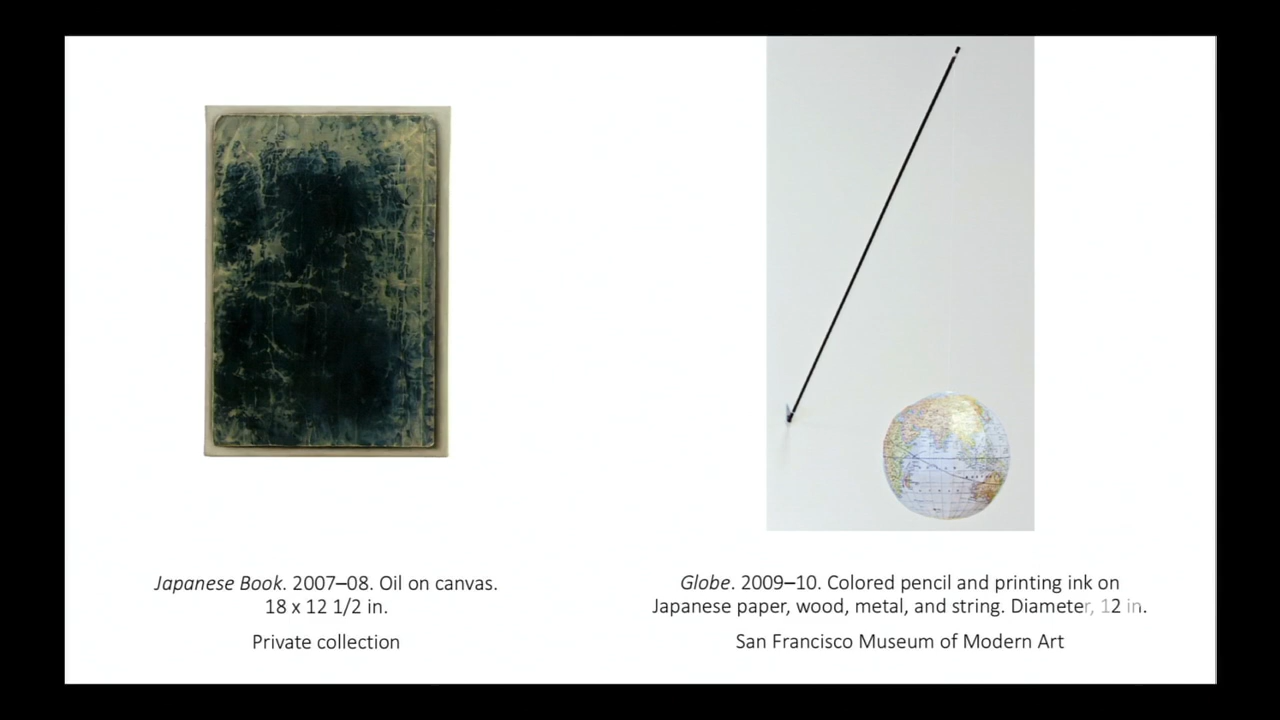 Japanese Book. 2007–08. Oil on canvas.
18 x 12 1/2 in.
Private collection
Globe. 2009–10. Colored pencil and printing ink on
Japanese paper, wood, metal, and string. Diameter, 12 in.
San Francisco Museum of Modern Art